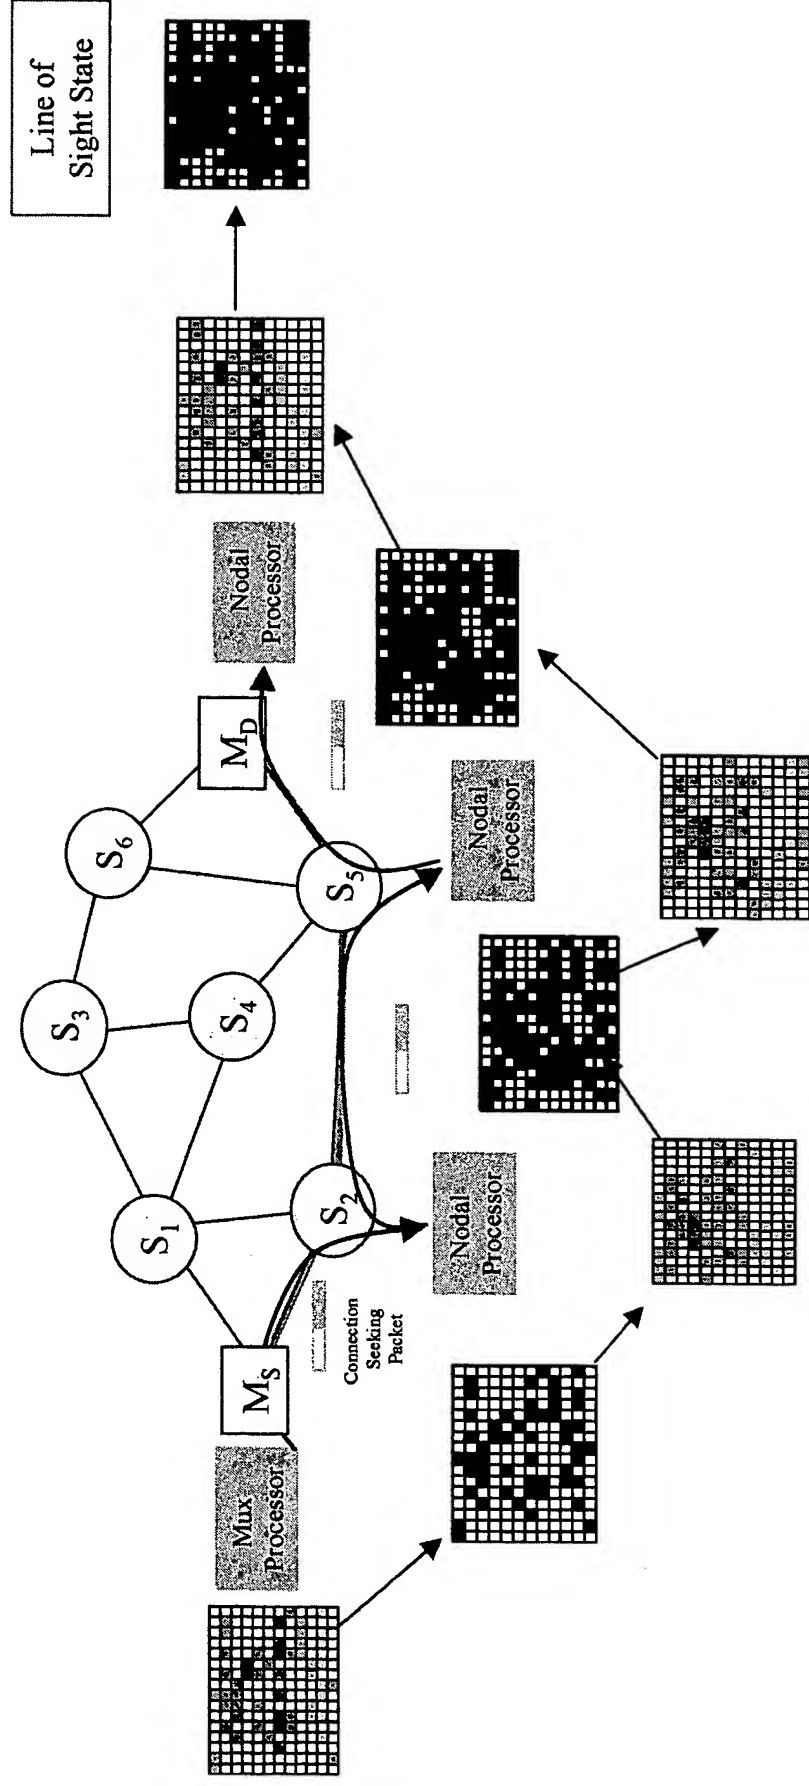 Line of
Sight State
Mux
Processor
M_S
Connection
Seeking
Packet
S_1
S_2
S_3
S_4
S_5
S_6
M_D
Nodal
Processor
Nodal
Processor
Nodal
Processor